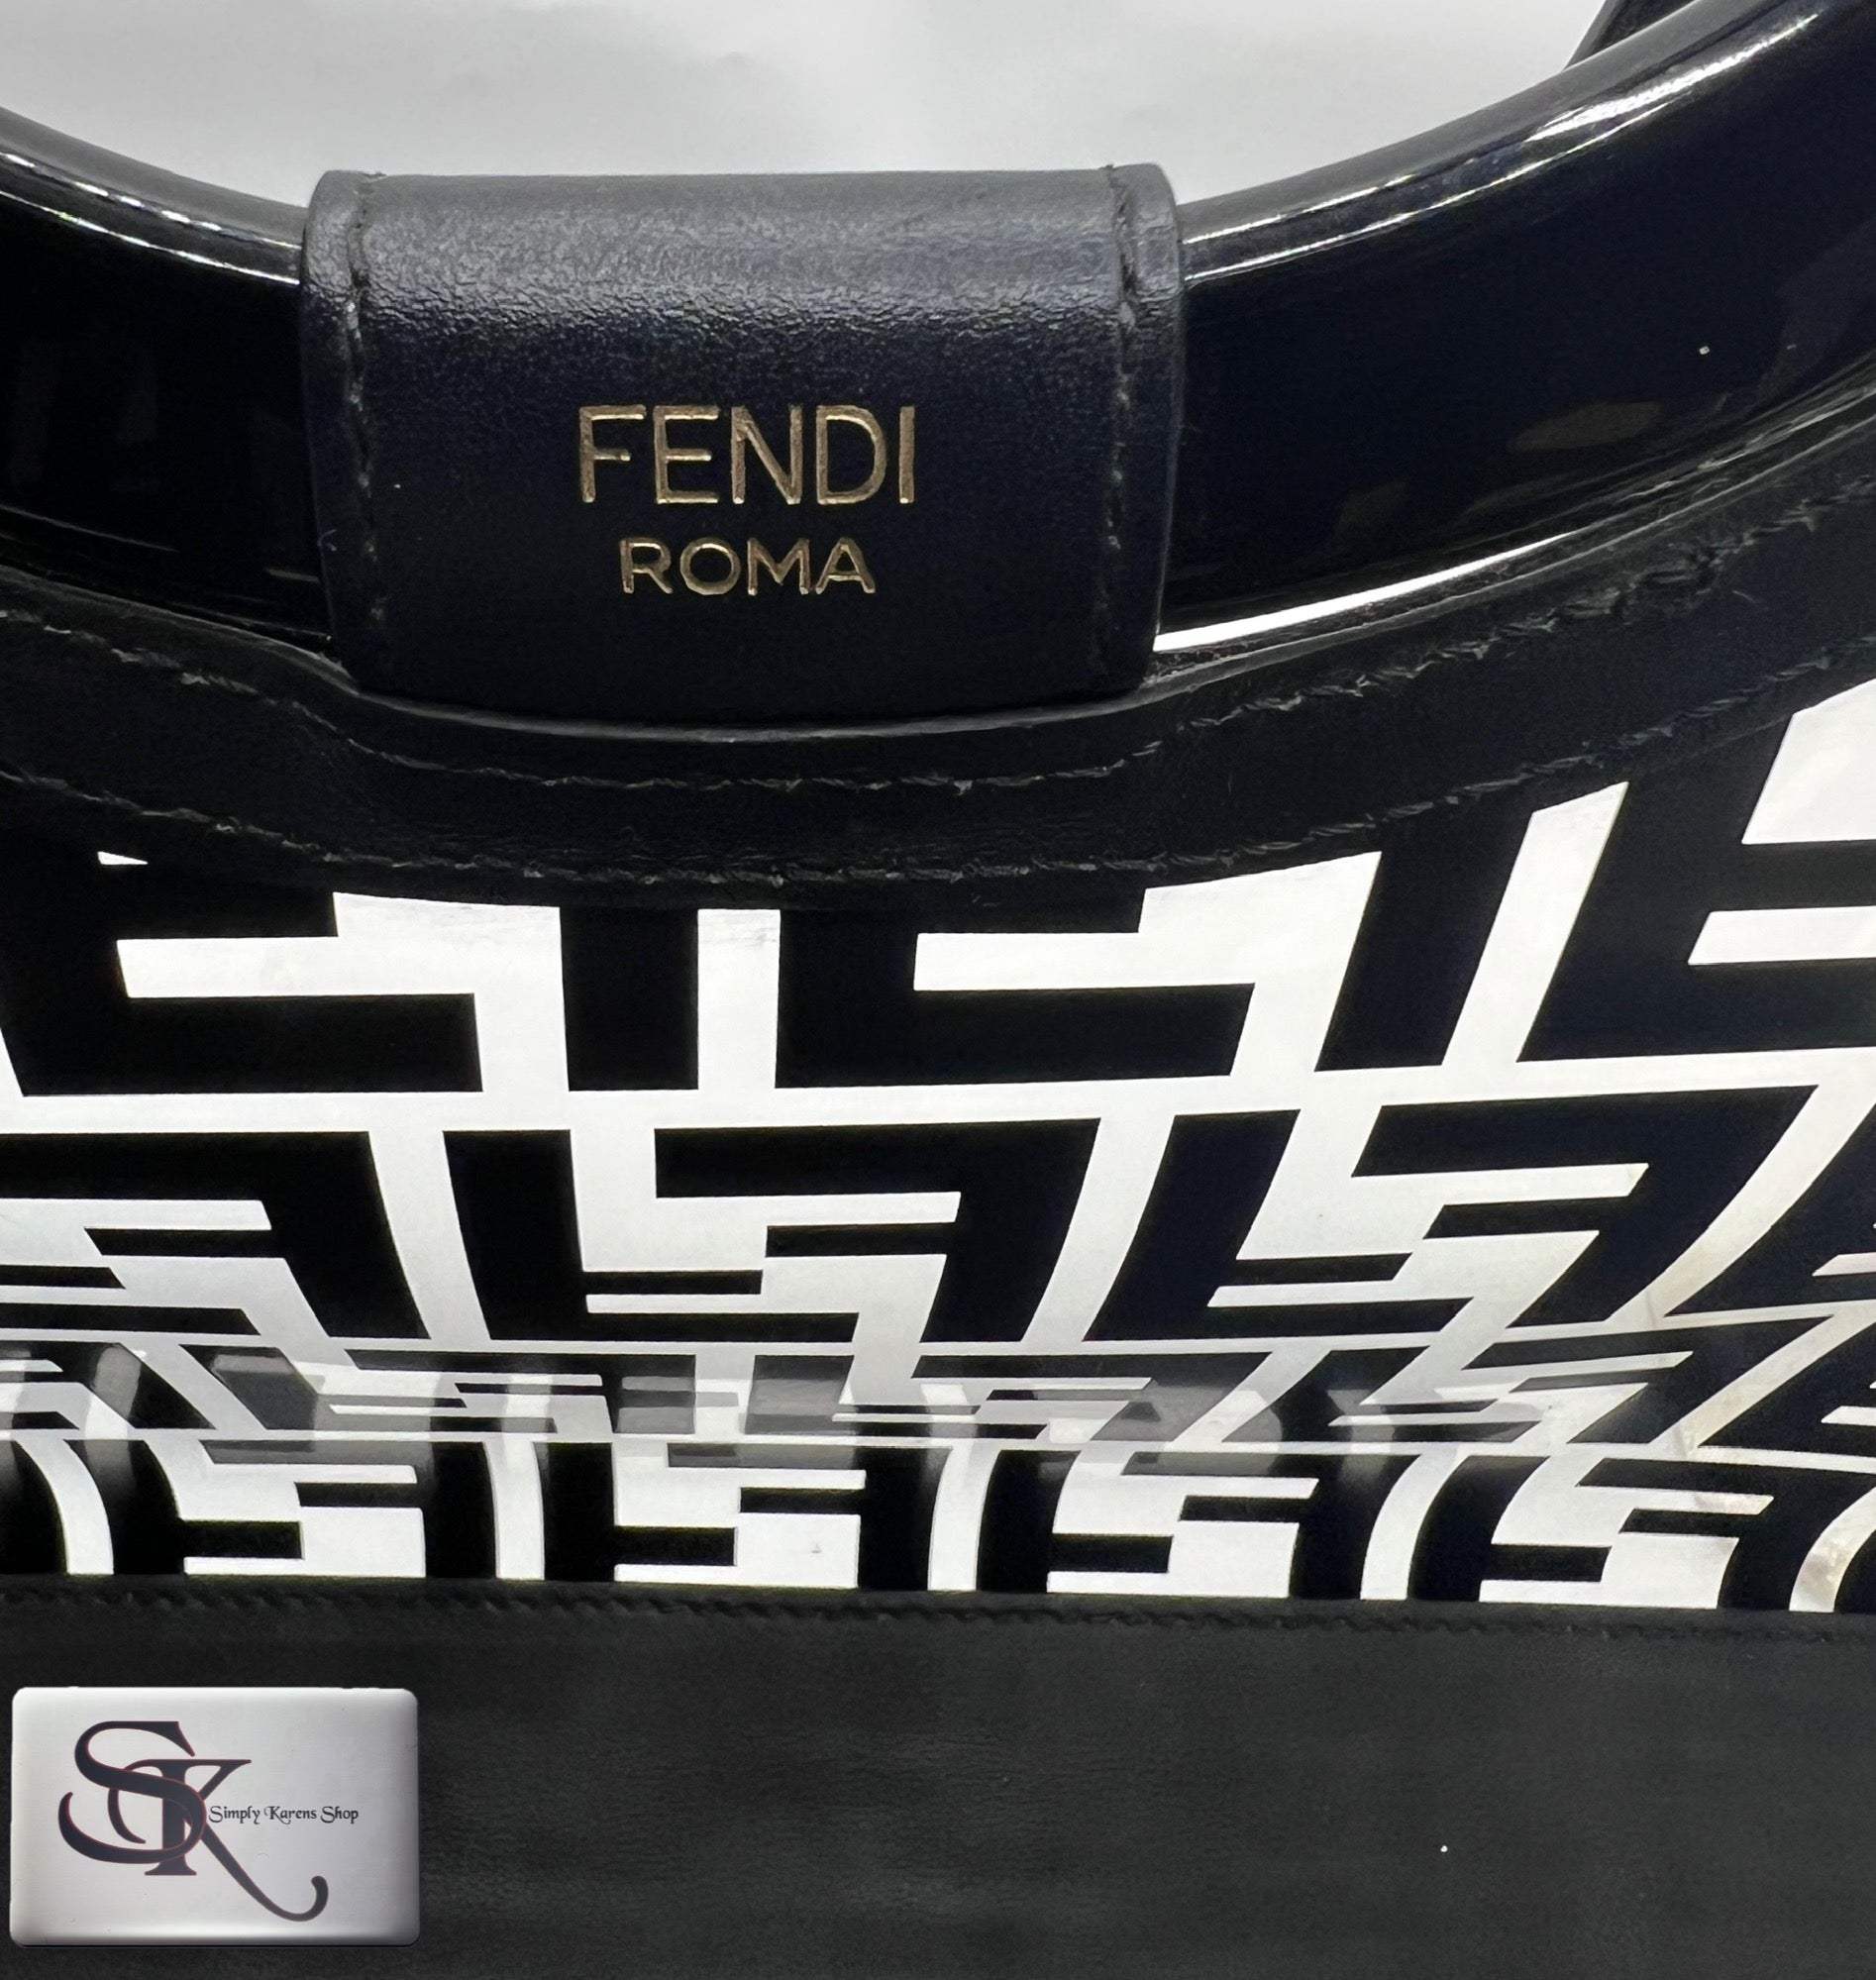 FENDI
ROMA
SK
Simply Karens Shop